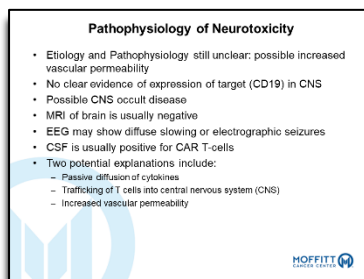 Pathophysiology of Neurotoxicity
• Etiology and Pathophysiology still unclear: possible increased
vascular permeability
• No clear evidence of expression of target (CD19) in CNS
• Possible CNS occult disease
• MRI of brain is usually negative
• EEG may show diffuse slowing or electrographic seizures
• CSF is usually positive for CAR T-cells
• Two potential explanations include:
– Passive diffusion of cytokines
– Trafficking of T cells into central nervous system (CNS)
– Increased vascular permeability
MOFFITT
CANCER CENTER